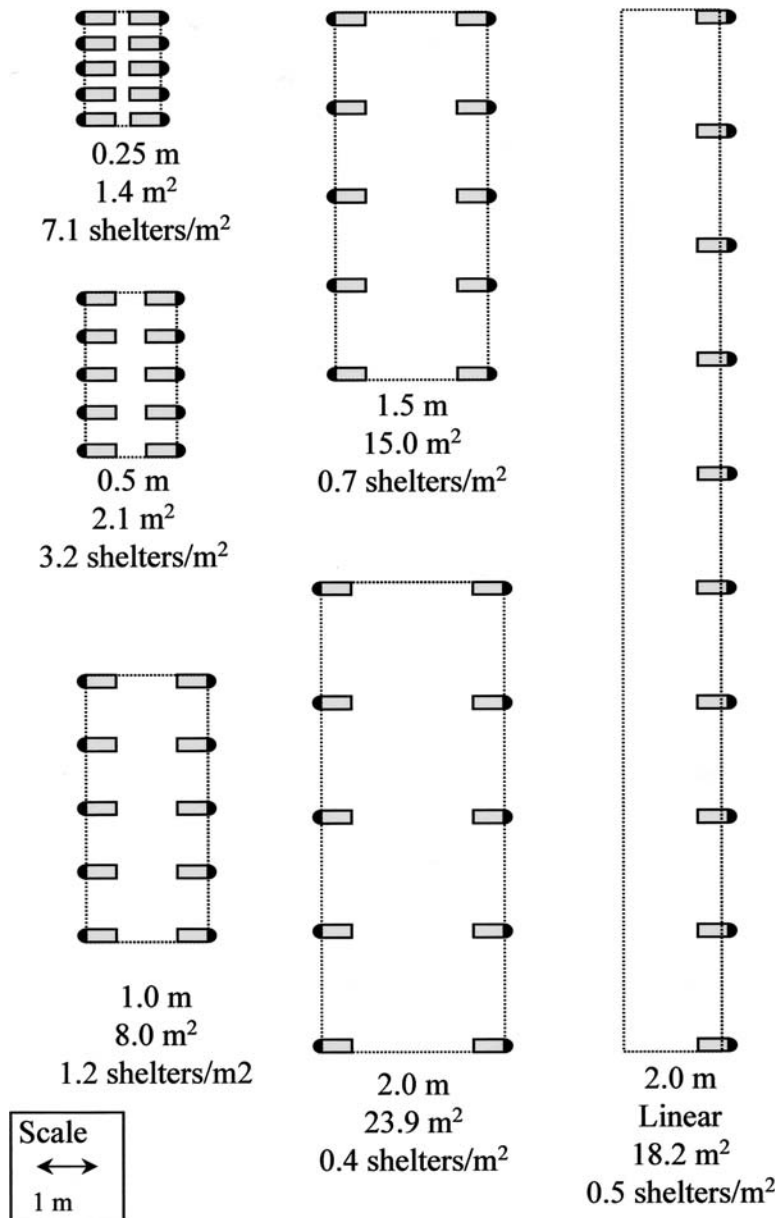 0.25 m
1.4 m²
7.1 shelters/m²
0.5 m
2.1 m²
3.2 shelters/m²
1.0 m
8.0 m²
1.2 shelters/m2
Scale
1 m
1.5 m
15.0 m²
0.7 shelters/m²
2.0 m
23.9 m²
0.4 shelters/m²
2.0 m
Linear
18.2 m²
0.5 shelters/m²